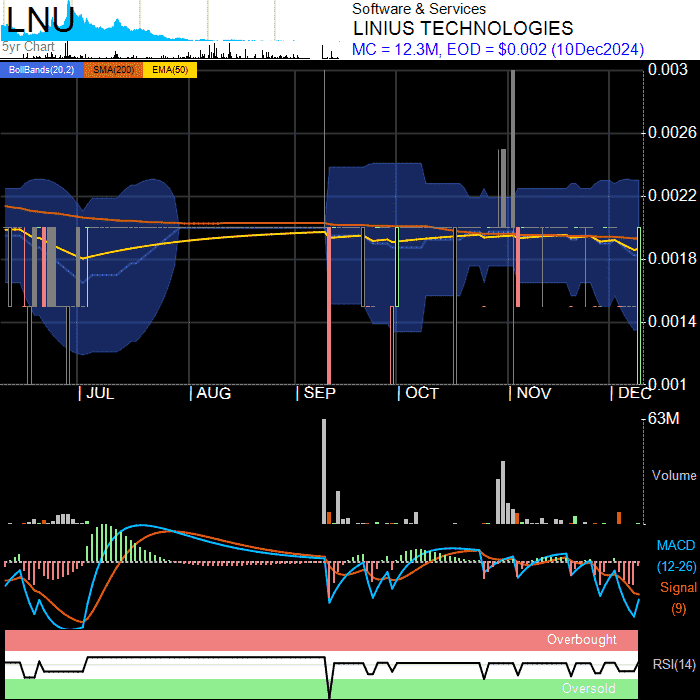 LNU
5yr Chart
Software & Services
LINIUS TECHNOLOGIES
MC = 12.3M, EOD = $0.002 (10Dec2024)
BollBands(20,2) SMA(200) EMA(50)
0.003
0.0026
0.0022
0.0018
0.0014
0.001
JUL AUG SEP OCT NOV DEC
63M
Volume
MACD
(12-26)
Signal
(9)
Overbought
RSI(14)
Oversold